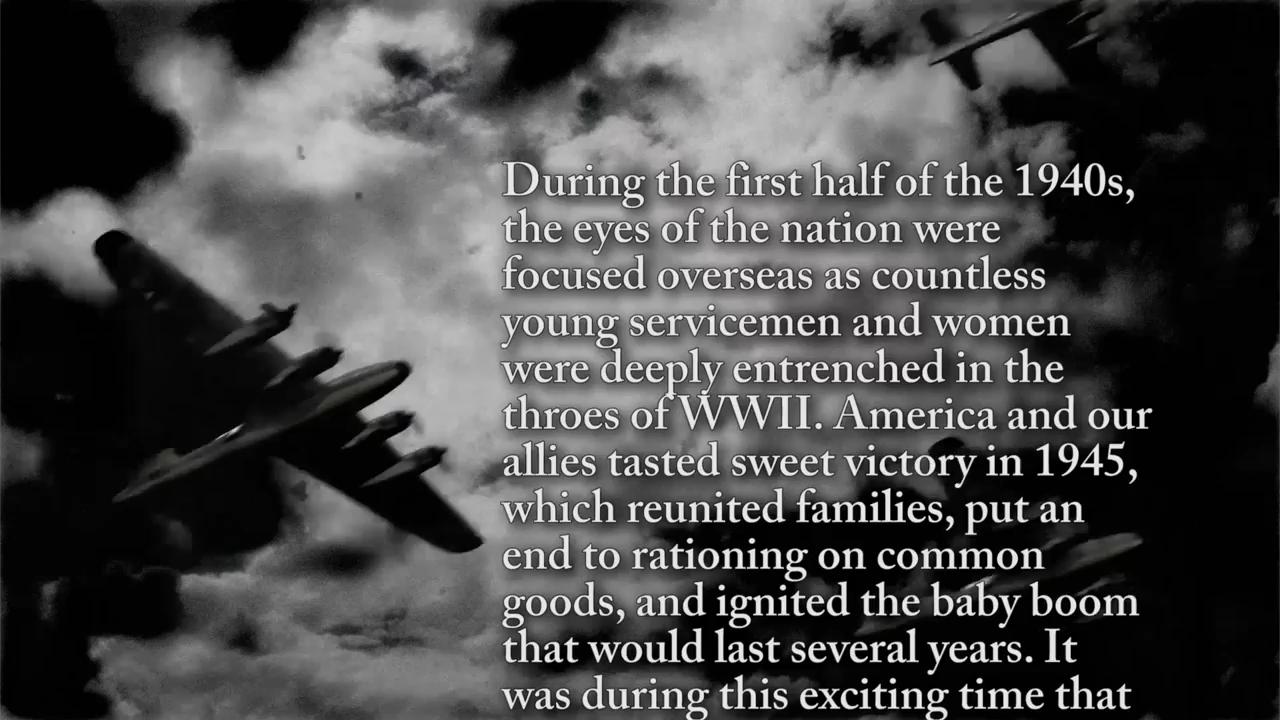 During the first half of the 1940s,
the eyes of the nation were
focused overseas as countless
young servicemen and women
were deeply entrenched in the
throes of WWII. America and our
allies tasted sweet victory in 1945,
which reunited families, put an
end to rationing on common
goods, and ignited the baby boom
that would last several years. It
was during this exciting time that